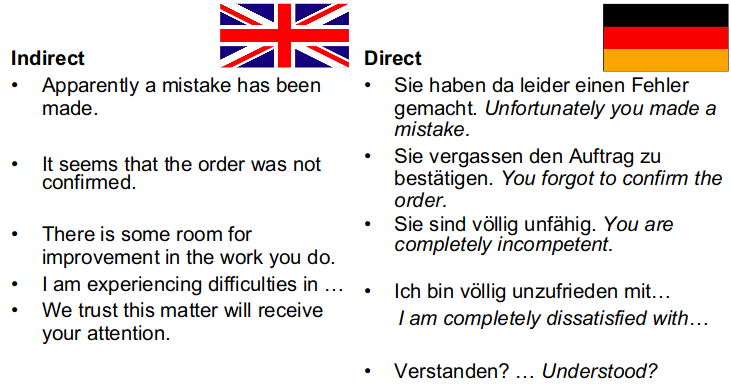 Indirect
• Apparently a mistake has been
made.
• It seems that the order was not
confirmed.
• There is some room for
improvement in the work you do.
• I am experiencing difficulties in …
• We trust this matter will receive
your attention.
Direct
• Sie haben da leider einen Fehler
gemacht. Unfortunately you made a
mistake.
• Sie vergassen den Auftrag zu
bestätigen. You forgot to confirm the
order.
• Sie sind völlig unfähig. You are
completely incompetent.
• Ich bin völlig unzufrieden mit…
I am completely dissatisfied with…
• Verstanden? … Understood?